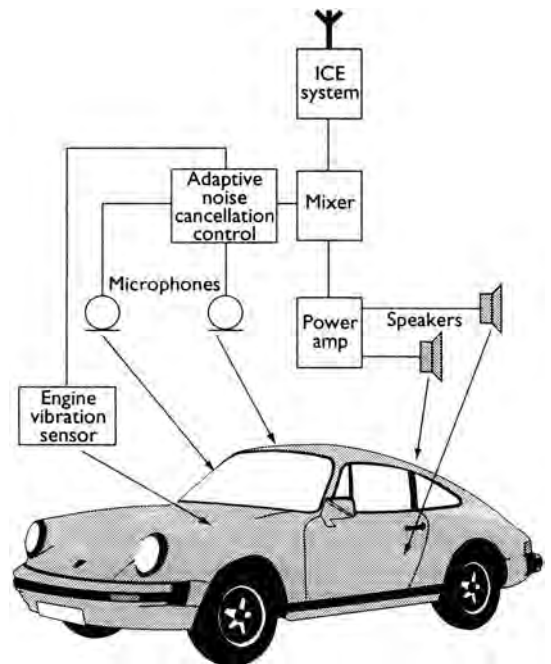 ICE
system
Adaptive
noise
cancellation
control
Mixer
Microphones
Power
amp
Speakers
Engine
vibration
sensor